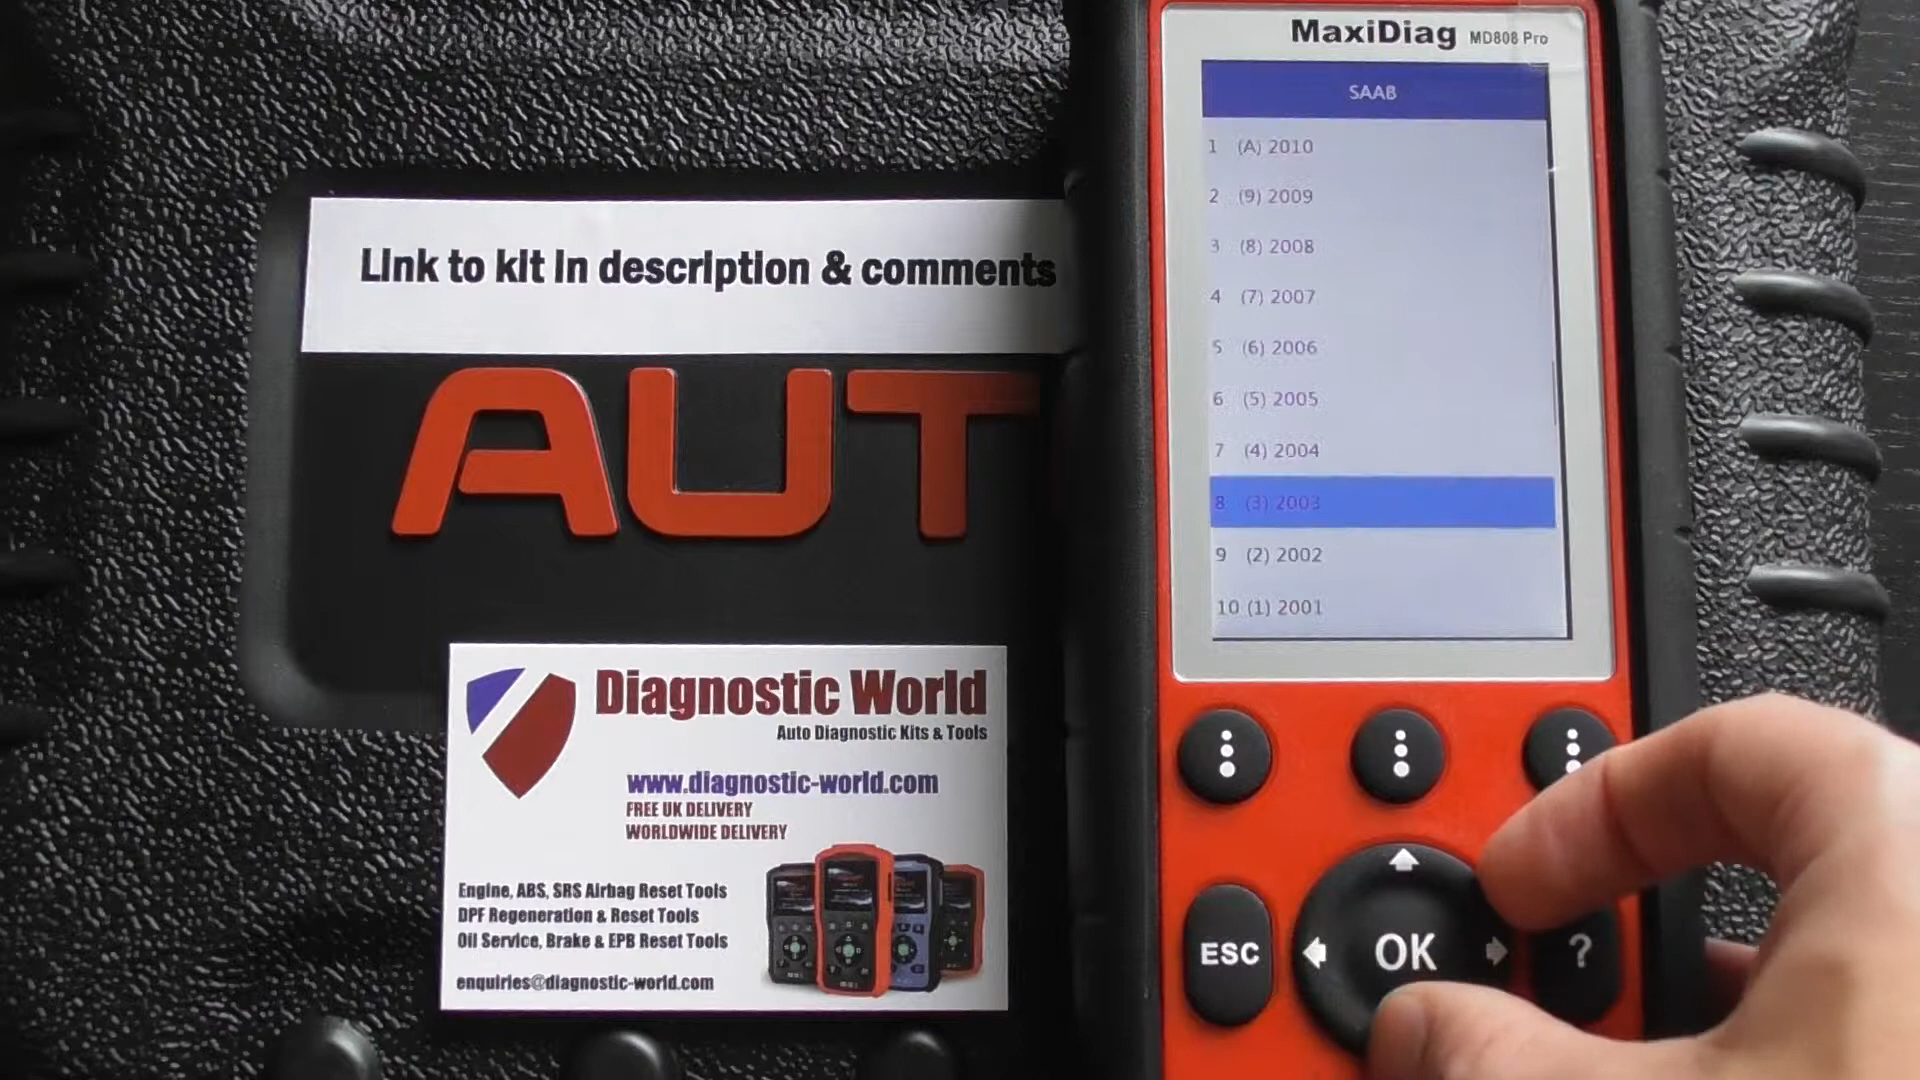 MaxiDiag MD808 Pro
SAAB
1 (A) 2010
2 (9) 2009
3 (8) 2008
4 (7) 2007
5 (6) 2006
6 (5) 2005
7 (4) 2004
8 (3) 2003
9 (2) 2002
10 (1) 2001
ESC
OK
?
Link to kit in description & comments
AUT
Diagnostic World
Auto Diagnostic Kits & Tools
www.diagnostic-world.com
FREE UK DELIVERY
WORLDWIDE DELIVERY
Engine, ABS, SRS Airbag Reset Tools
DPF Regeneration & Reset Tools
Oil Service, Brake & EPB Reset Tools
enquiries@diagnostic-world.com